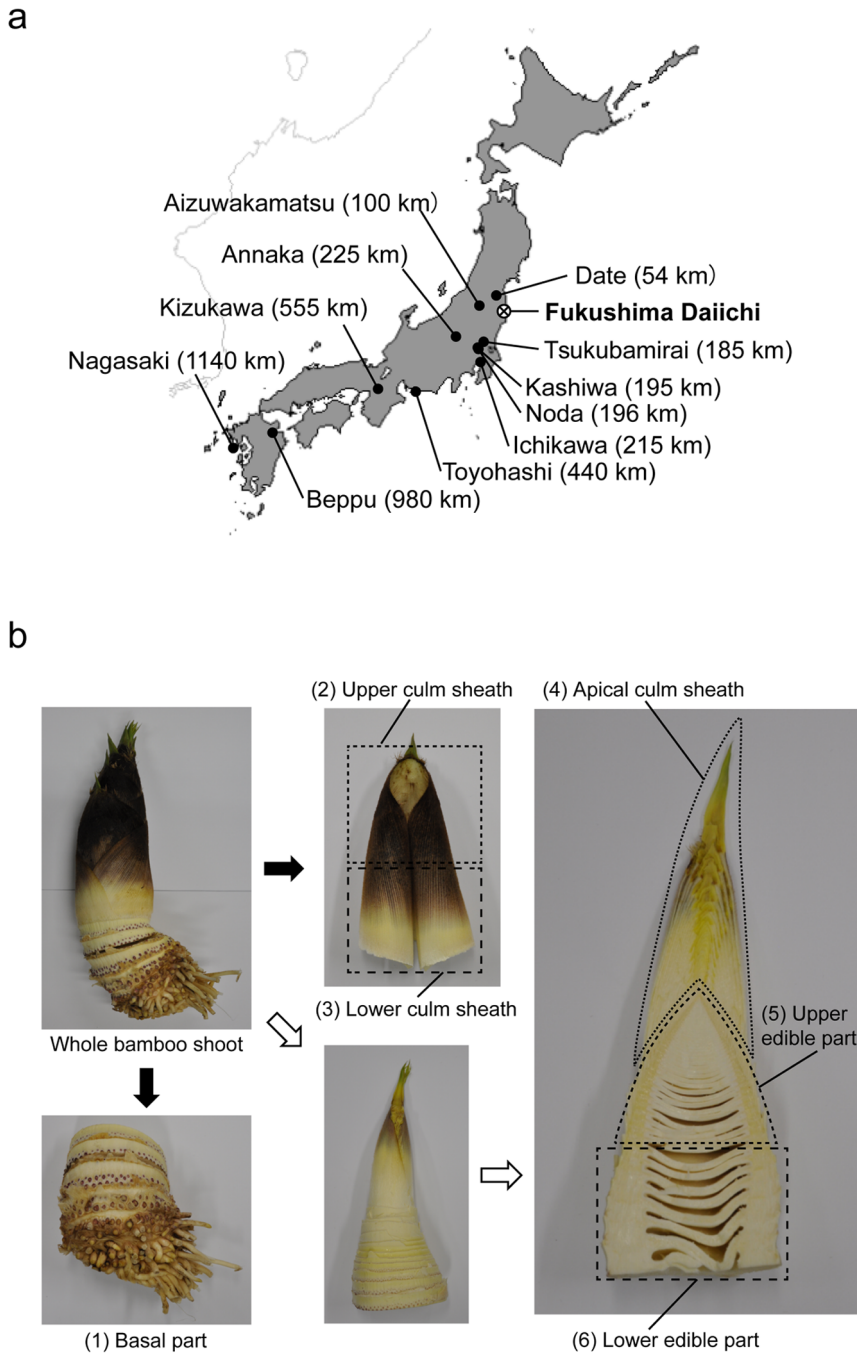 a
Aizuwakamatsu (100 km)
Annaka (225 km)
Kizukawa (555 km)
Nagasaki (1140 km)
Date (54 km)
Fukushima Daiichi
Tsukubamirai (185 km)
Kashiwa (195 km)
Noda (196 km)
Ichikawa (215 km)
Toyohashi (440 km)
Beppu (980 km)
b
(2) Upper culm sheath
(4) Apical culm sheath
(3) Lower culm sheath
(5) Upper
edible part
Whole bamboo shoot
(1) Basal part
(6) Lower edible part